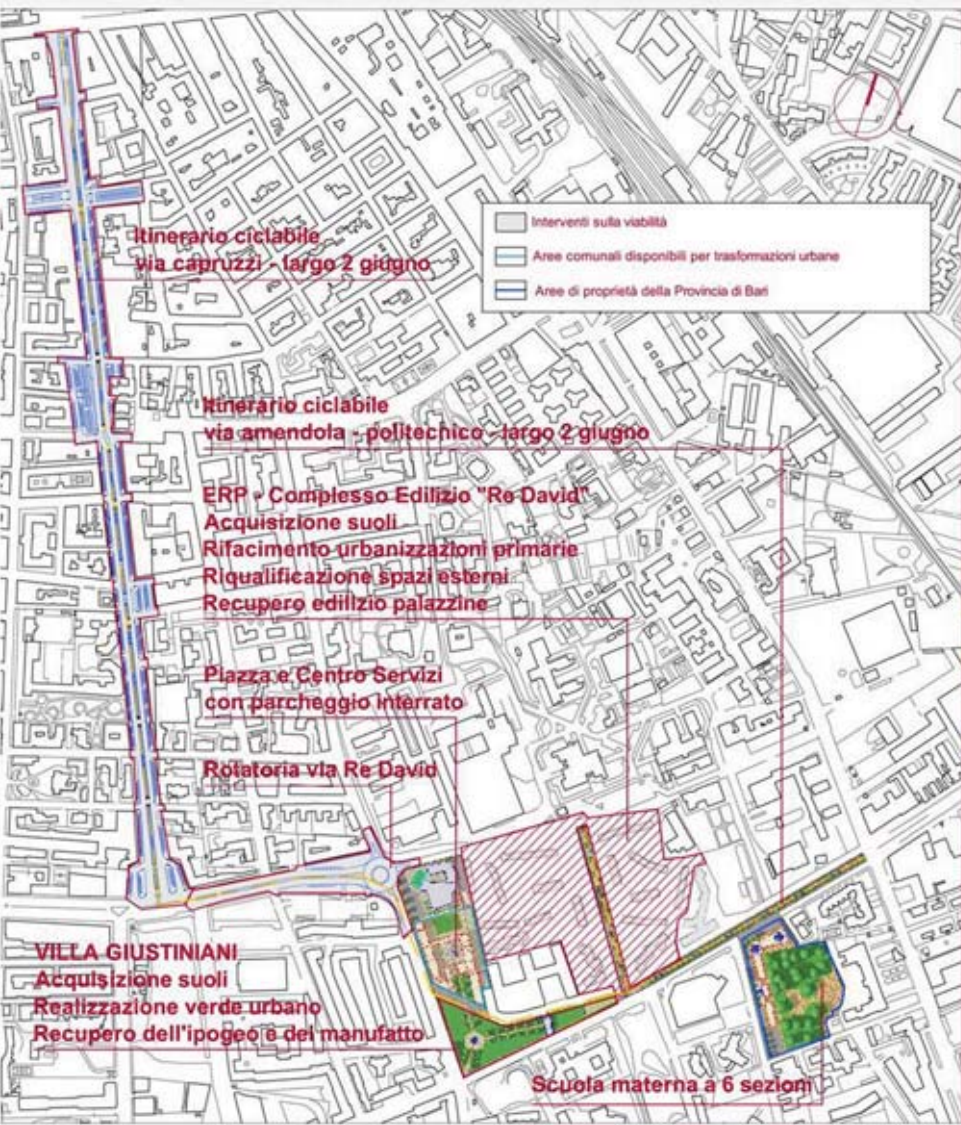 Interventi sulla viabilità
Aree comunali disponibili per trasformazioni urbane
Aree di proprietà della Provincia di Bari
Itinerario ciclabile
via capruzzi - largo 2 giugno
Itinerario ciclabile
via amendola - politechico - largo 2 giugno
ERP - Complesso Edilizio "Re David"
Acquisizione suoli
Rifacimento urbanizzazioni primarie
Riqualificazione spazi esterni
Recupero edilizio palazzine
Piazza e Centro Servizi
con parcheggio interrato
Rotatoria via Re David
VILLA GIUSTINIANI
Acquisizione suoli
Realizzazione verde urbano
Recupero dell'ipogeo e del manufatto
Scuola materna a 6 sezioni